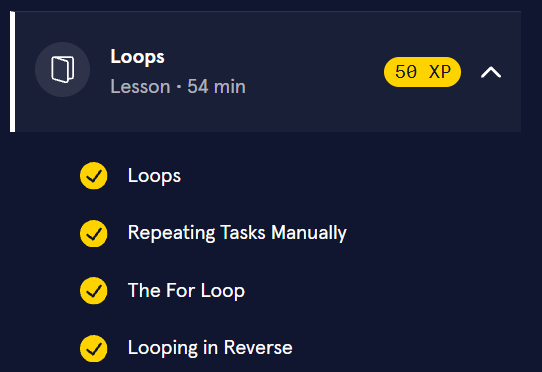 Loops
Lesson · 54 min
50 XP
Loops
Repeating Tasks Manually
The For Loop
Looping in Reverse